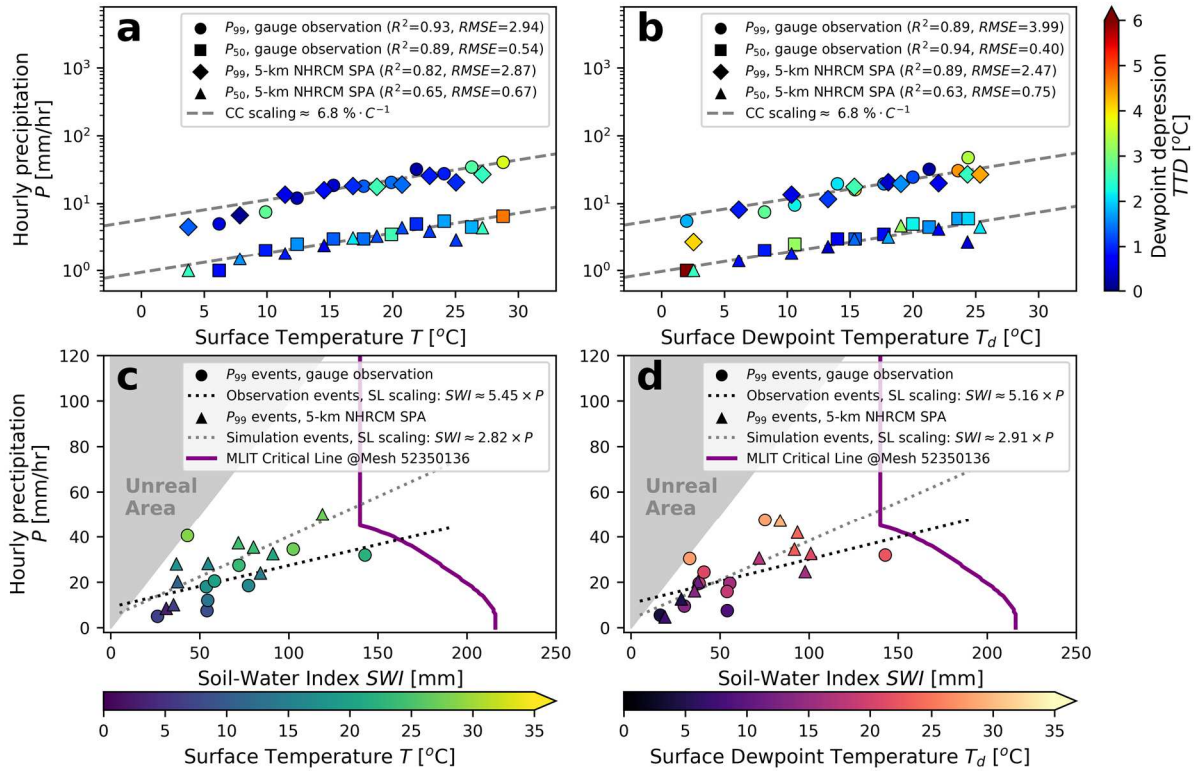 a
P99, gauge observation (R²=0.93, RMSE=2.94)
P50, gauge observation (R²=0.89, RMSE=0.54)
P99, 5-km NHRCM SPA (R²=0.82, RMSE=2.87)
P50, 5-km NHRCM SPA (R²=0.65, RMSE=0.67)
CC scaling≈ 6.8 %·C⁻¹
Hourly precipitation
P [mm/hr]
10³
10²
10¹
10⁰
0 5 10 15 20 25 30
Surface Temperature T [°C]
b
P99, gauge observation (R²=0.89, RMSE=3.99)
P50, gauge observation (R²=0.94, RMSE=0.40)
P99, 5-km NHRCM SPA (R²=0.89, RMSE=2.47)
P50, 5-km NHRCM SPA (R²=0.63, RMSE=0.75)
CC scaling≈ 6.8 %·C⁻¹
10³
10²
10¹
10⁰
0 5 10 15 20 25 30
Surface Dewpoint Temperature Td [°C]
6
5
4
3
2
1
0
Dewpoint depression
TTD [°C]
c
P99 events, gauge observation
Observation events, SL scaling: SWI≈5.45 × P
P99 events, 5-km NHRCM SPA
Simulation events, SL scaling: SWI≈2.82 × P
MLIT Critical Line @Mesh 52350136
Unreal
Area
Hourly precipitation
P [mm/hr]
120
100
80
60
40
20
0
0 50 100 150 200 250
Soil-Water Index SWI [mm]
0 5 10 15 20 25 30 35
Surface Temperature T [°C]
d
P99 events, gauge observation
Observation events, SL scaling: SWI≈5.16 × P
P99 events, 5-km NHRCM SPA
Simulation events, SL scaling: SWI≈2.91 × P
MLIT Critical Line @Mesh 52350136
Unreal
Area
120
100
80
60
40
20
0
0 50 100 150 200 250
Soil-Water Index SWI [mm]
0 5 10 15 20 25 30 35
Surface Dewpoint Temperature Td [°C]